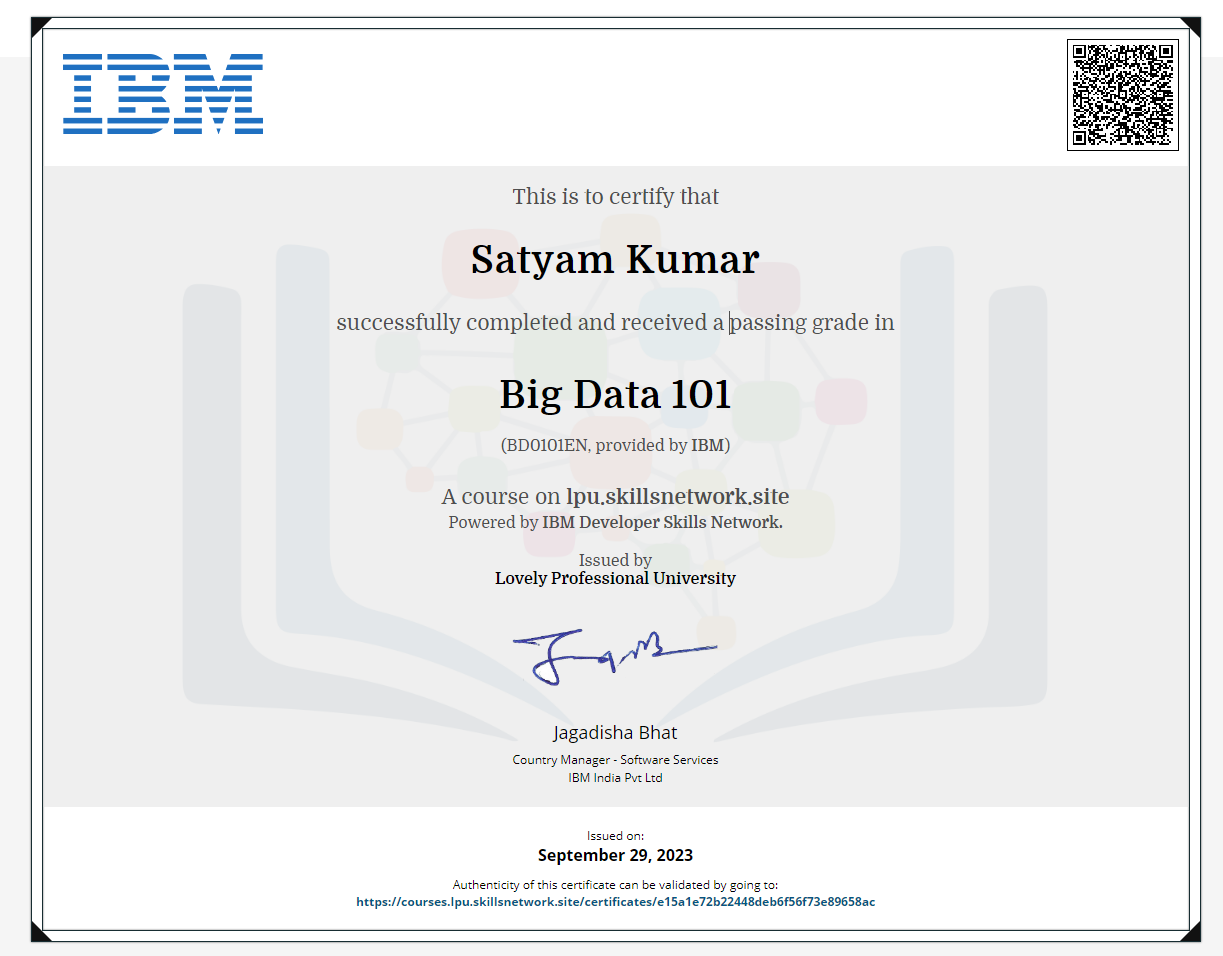 IBM
This is to certify that
Satyam Kumar
successfully completed and received a passing grade in
Big Data 101
(BD0101EN, provided by IBM)
A course on lpu.skillsnetwork.site
Powered by IBM Developer Skills Network.
Issued by
Lovely Professional University
Jagadisha Bhat
Country Manager - Software Services
IBM India Pvt Ltd
Issued on:
September 29, 2023
Authenticity of this certificate can be validated by going to:
https://courses.lpu.skillsnetwork.site/certificates/e15a1e72b22448deb6f56f73e89658ac